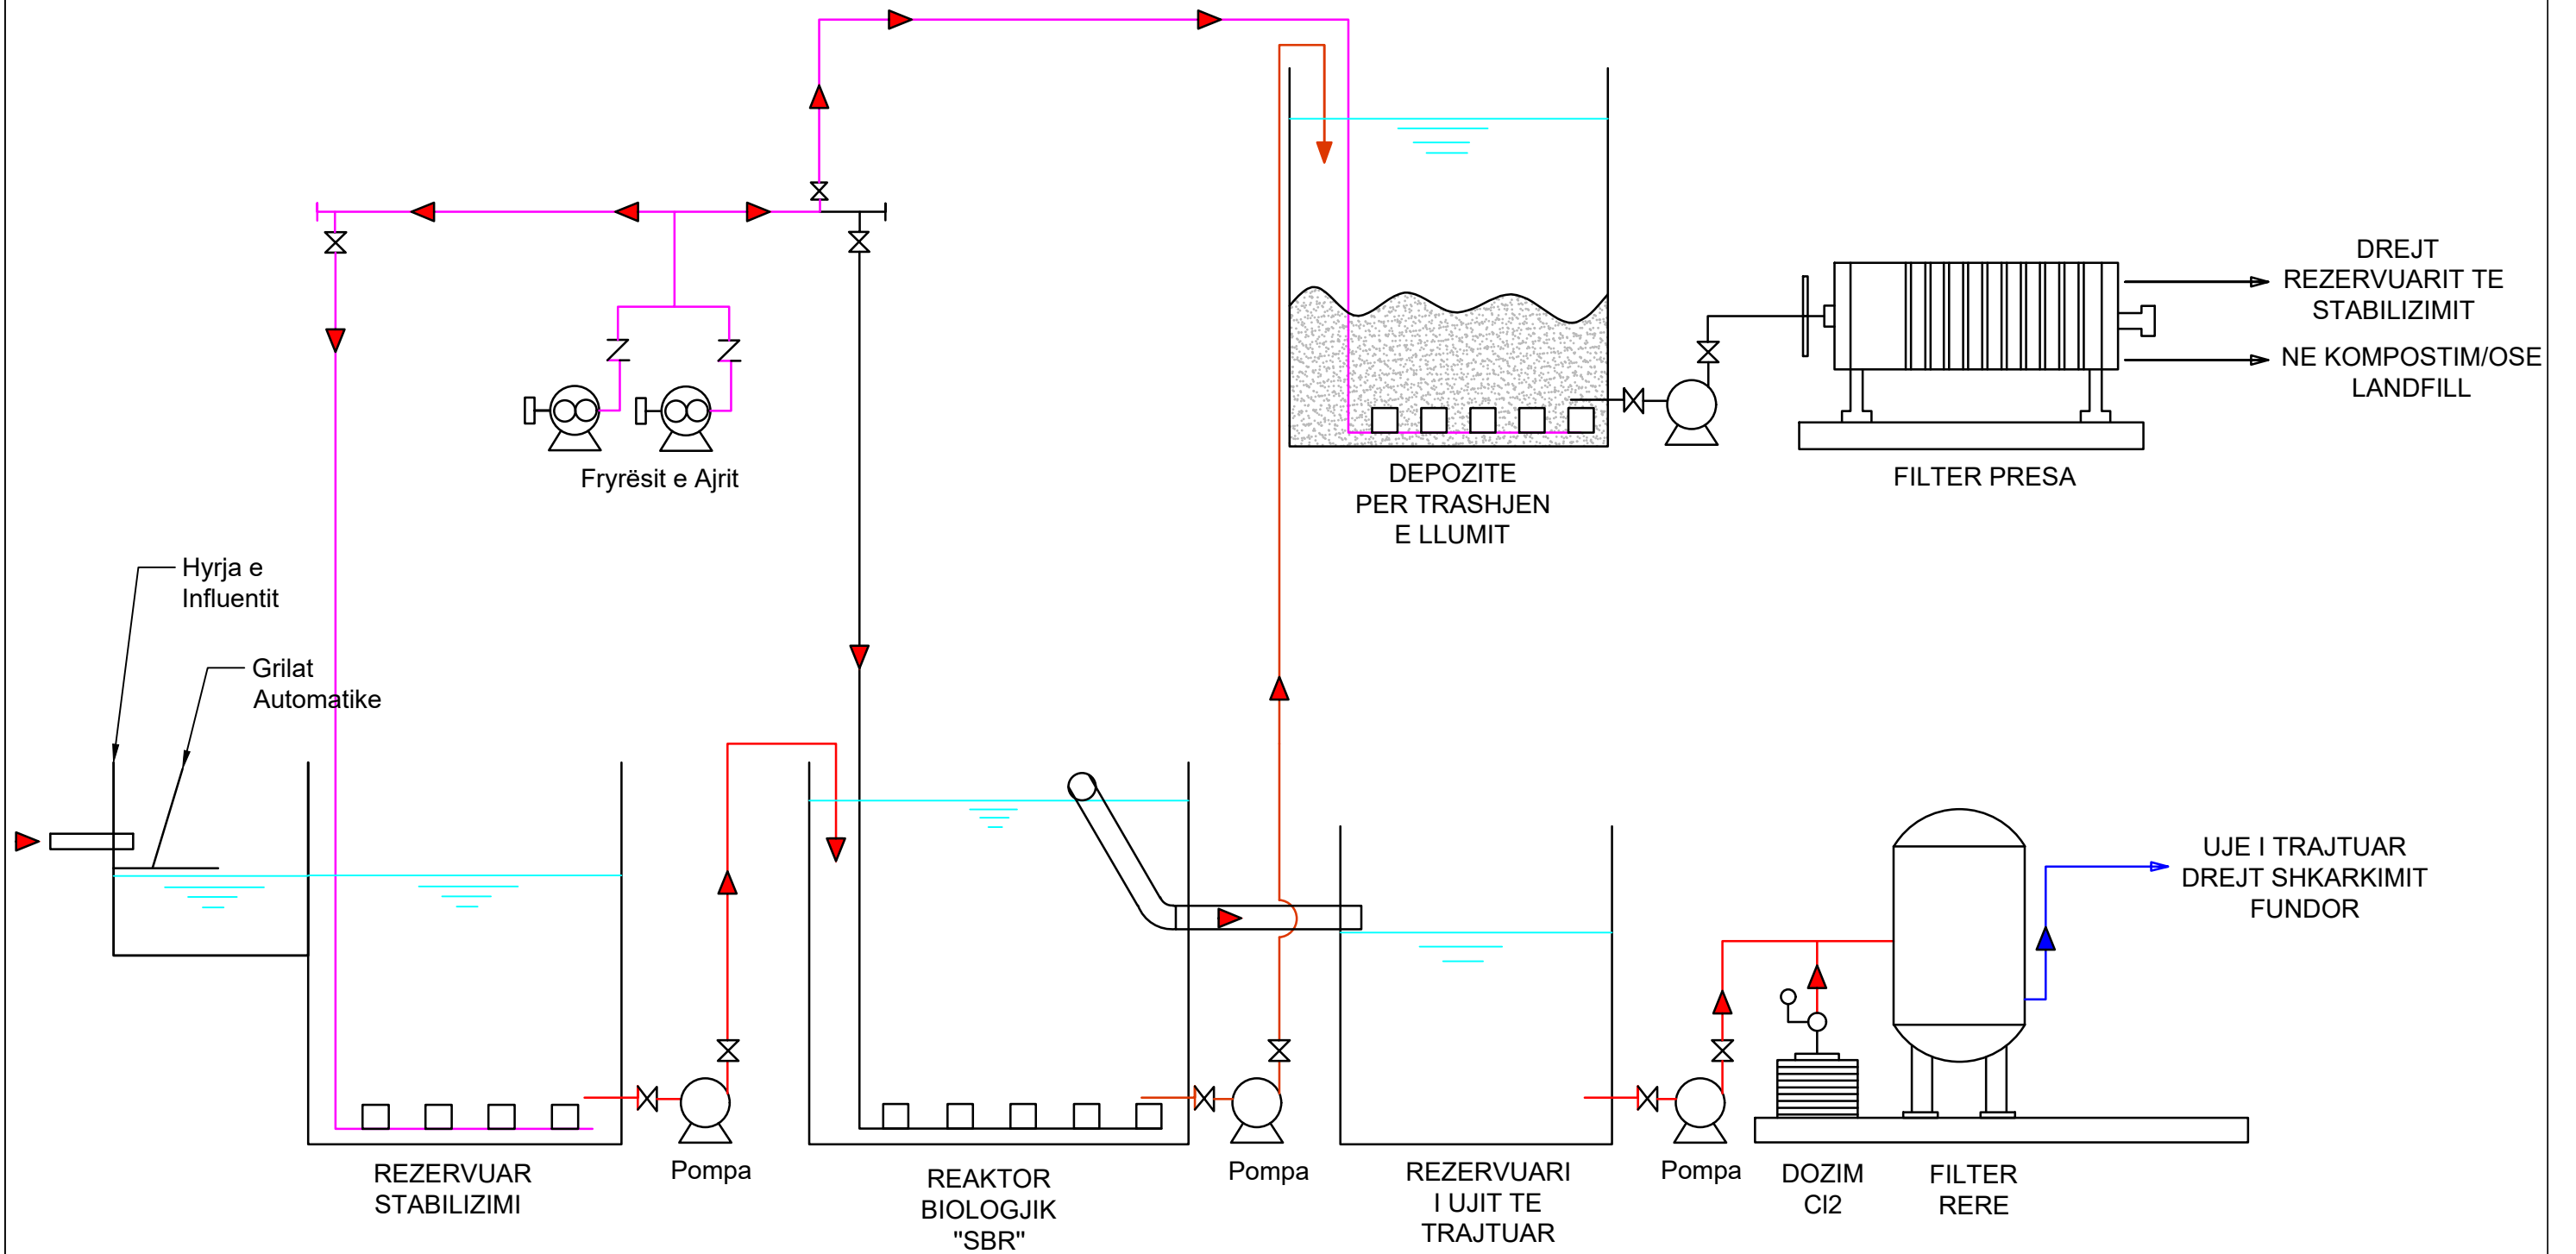 DREJT
REZERVUARIT TE
STABILIZIMIT
NE KOMPOSTIM/OSE
LANDFILL
FILTER PRESA
Fryrësit e Ajrit
DEPOZITE
PER TRASHJEN
E LLUMIT
Hyrja e
Influentit
Grilat
Automatike
UJE I TRAJTUAR
DREJT SHKARKIMIT
FUNDOR
REZERVUAR
STABILIZIMI
Pompa
REAKTOR
BIOLOGJIK
"SBR"
Pompa
REZERVUARI
I UJIT TE
TRAJTUAR
Pompa
DOZIM
Cl2
FILTER
RERE